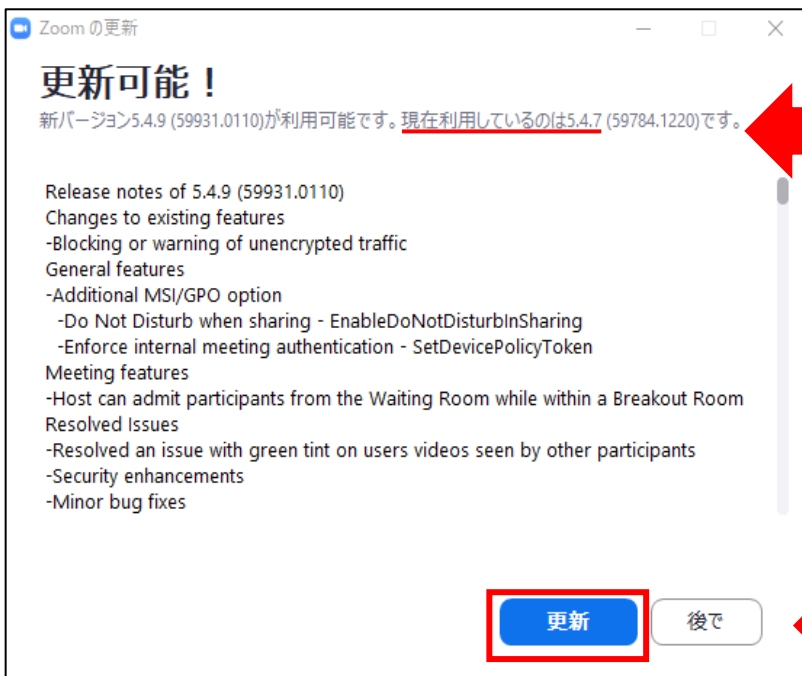 Zoom の更新
更新可能！
新バージョン5.4.9 (59931.0110)が利用可能です。現在利用しているのは5.4.7 (59784.1220)です。
Release notes of 5.4.9 (59931.0110)
Changes to existing features
-Blocking or warning of unencrypted traffic
General features
-Additional MSI/GPO option
-Do Not Disturb when sharing - EnableDoNotDisturbInSharing
-Enforce internal meeting authentication - SetDevicePolicyToken
Meeting features
-Host can admit participants from the Waiting Room while within a Breakout Room
Resolved Issues
-Resolved an issue with green tint on users videos seen by other participants
-Security enhancements
-Minor bug fixes
更新 後で